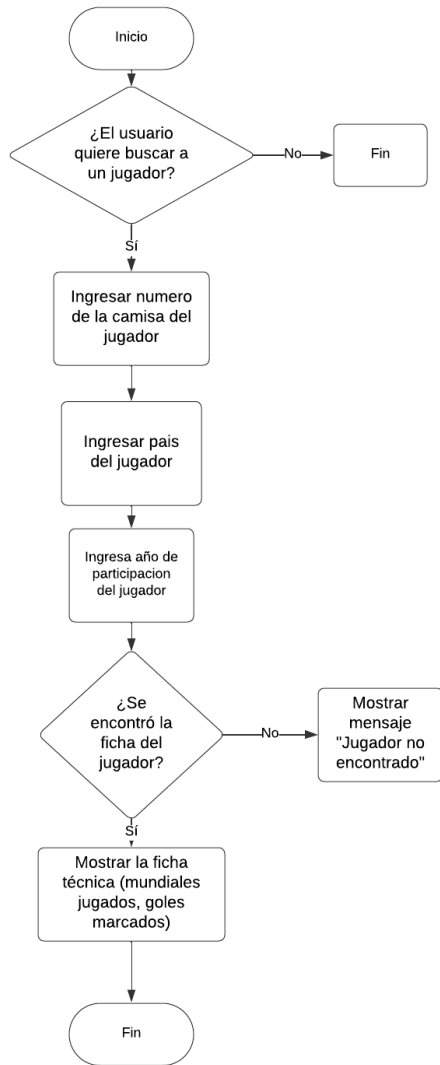 Inicio
¿El usuario
quiere buscar a
un jugador?
No
Fin
Sí
Ingresar numero
de la camisa del
jugador
Ingresar pais
del jugador
Ingresa año de
participacion
del jugador
¿Se
encontró la
ficha del
jugador?
No
Mostrar
mensaje
"Jugador no
encontrado"
Sí
Mostrar la ficha
técnica (mundiales
jugados, goles
marcados)
Fin